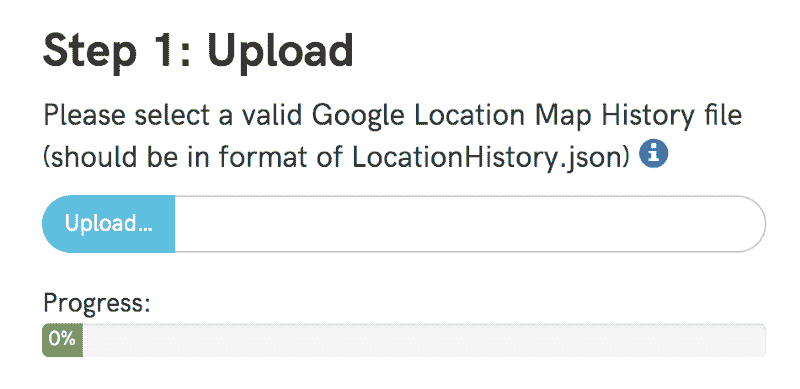 Step 1: Upload
Please select a valid Google Location Map History file
(should be in format of LocationHistory.json)
Upload...
Progress:
0%